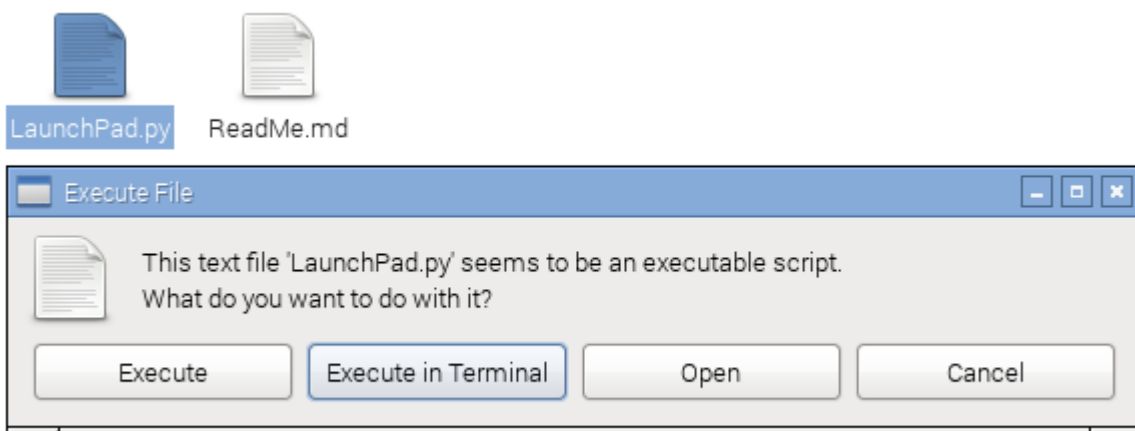 LaunchPad.py ReadMe.md
Execute File
This text file 'LaunchPad.py' seems to be an executable script.
What do you want to do with it?
Execute Execute in Terminal Open Cancel